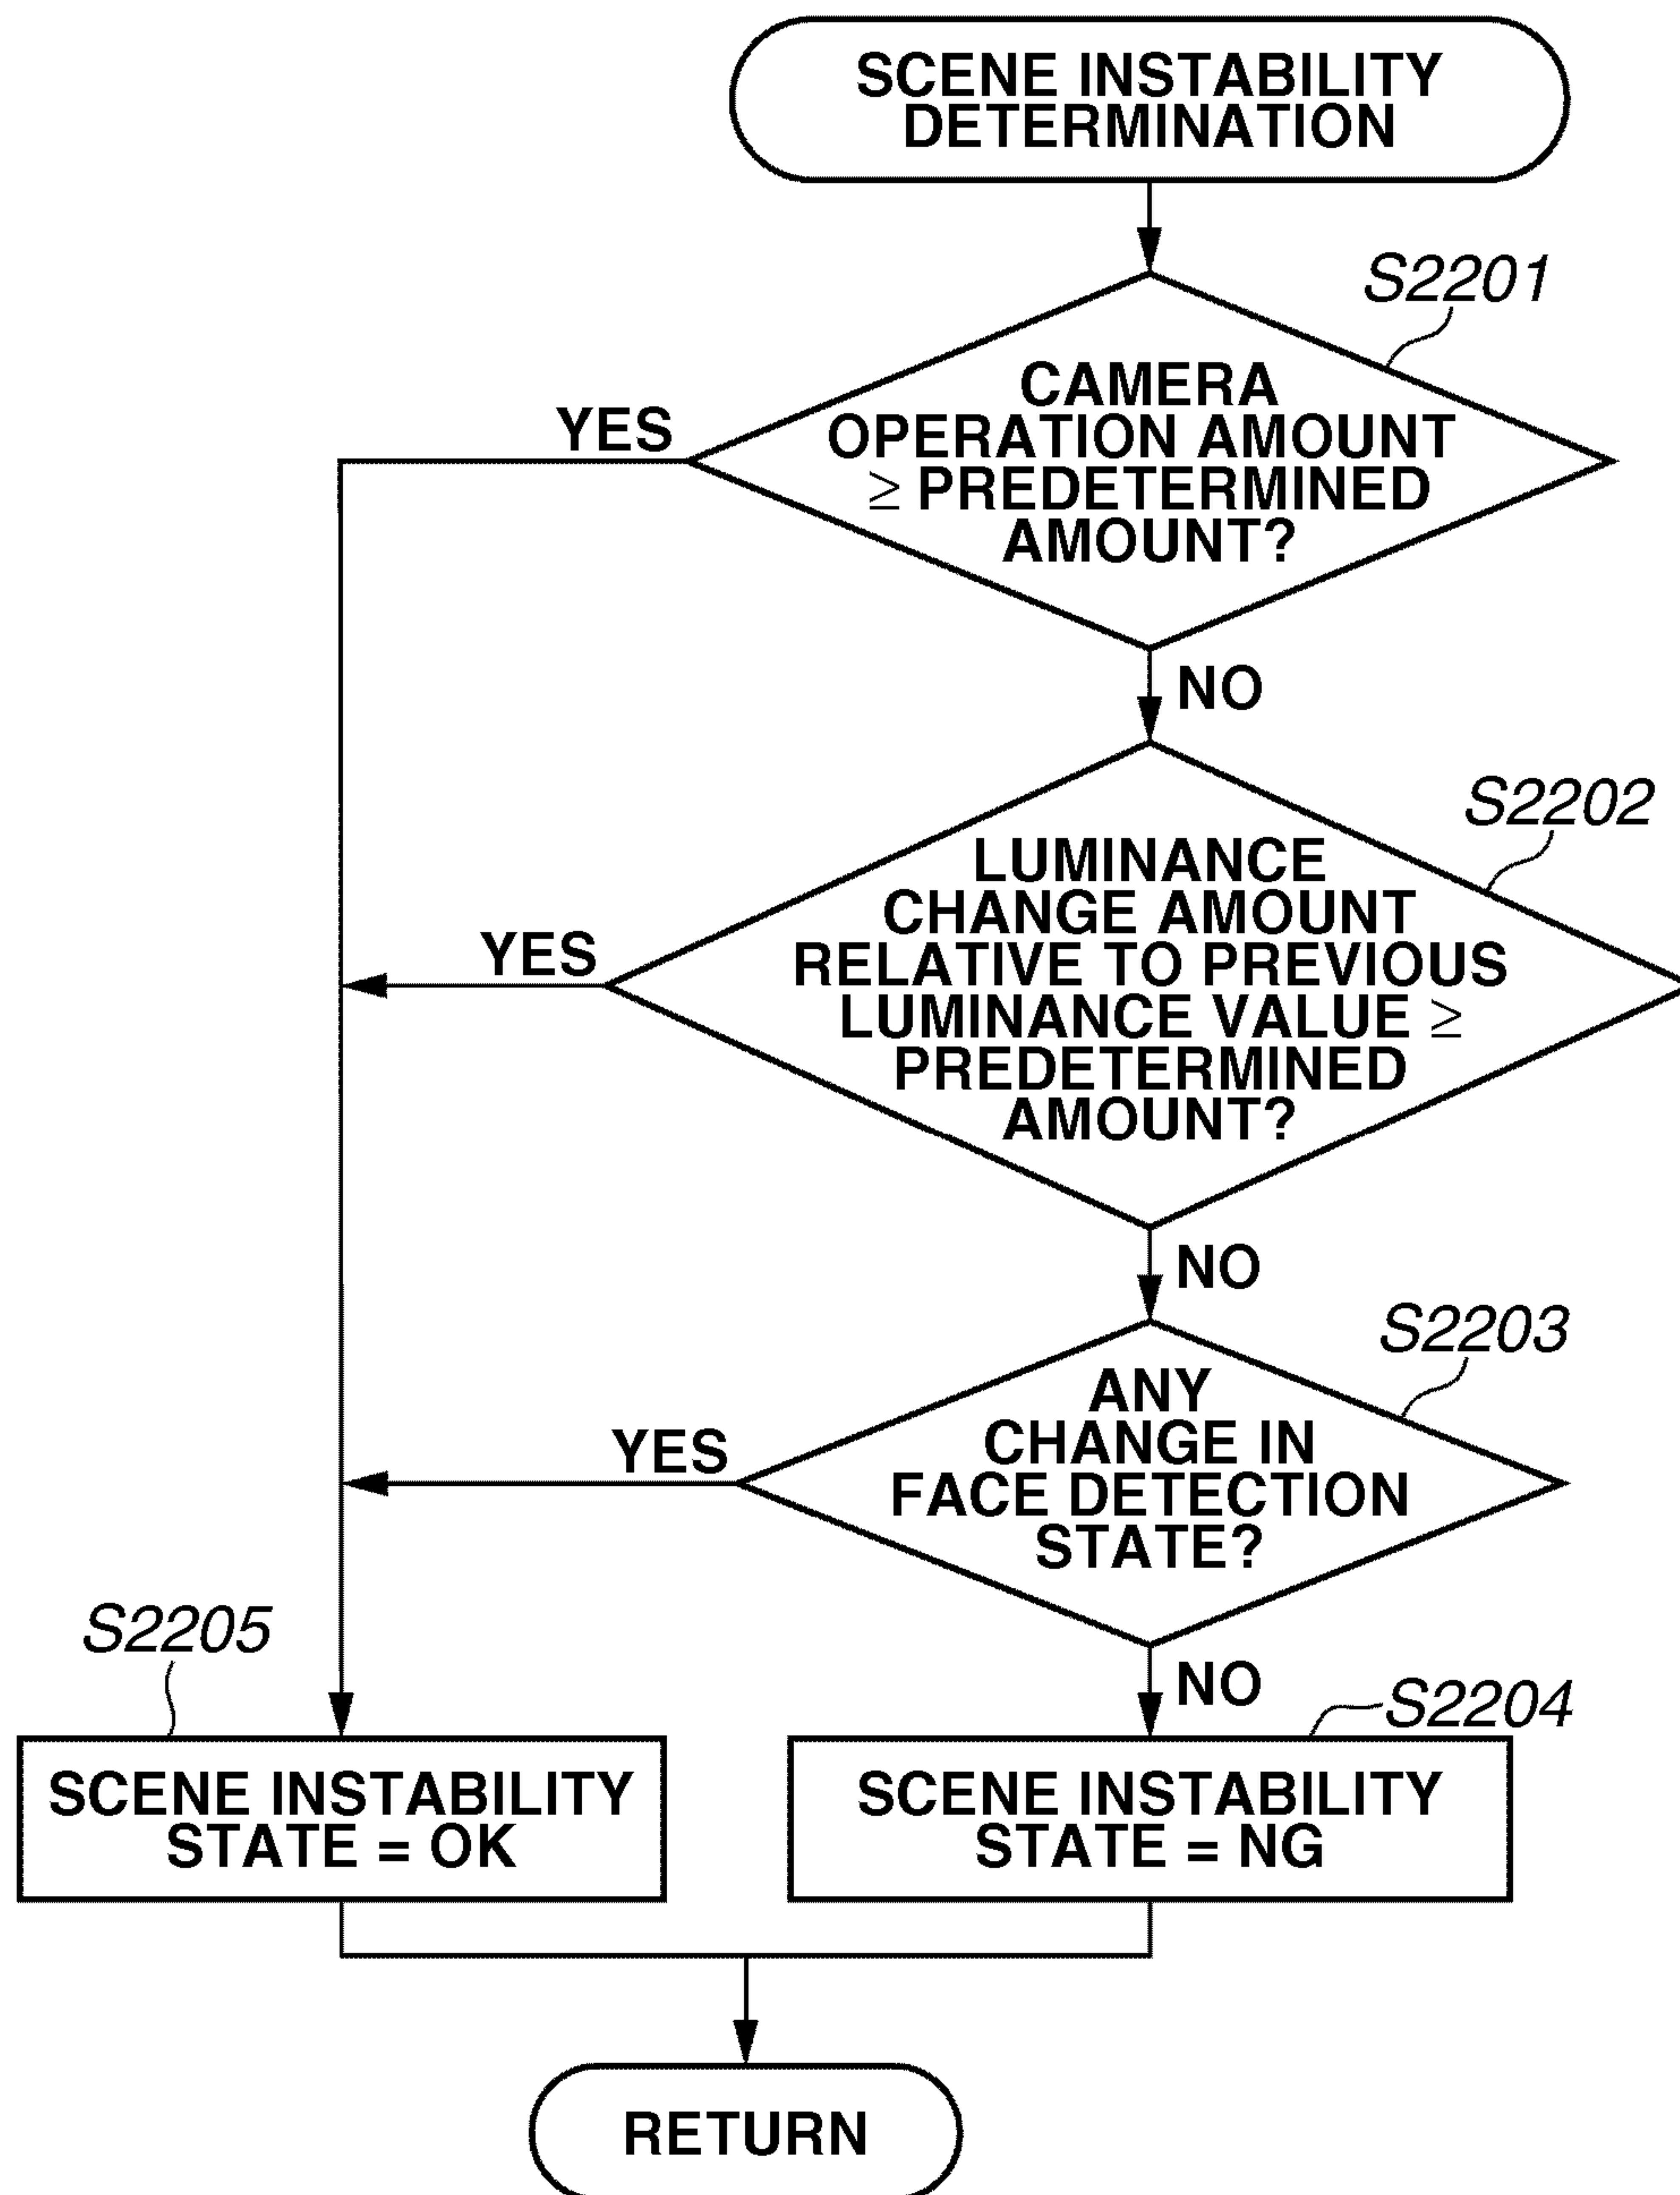 SCENE INSTABILITY
DETERMINATION
S2201
CAMERA
OPERATION AMOUNT
≥ PREDETERMINED
AMOUNT?
YES
NO
S2202
LUMINANCE
CHANGE AMOUNT
RELATIVE TO PREVIOUS
LUMINANCE VALUE ≥
PREDETERMINED
AMOUNT?
YES
NO
S2203
ANY
CHANGE IN
FACE DETECTION
STATE?
YES
NO
S2205
SCENE INSTABILITY
STATE = OK
S2204
SCENE INSTABILITY
STATE = NG
RETURN